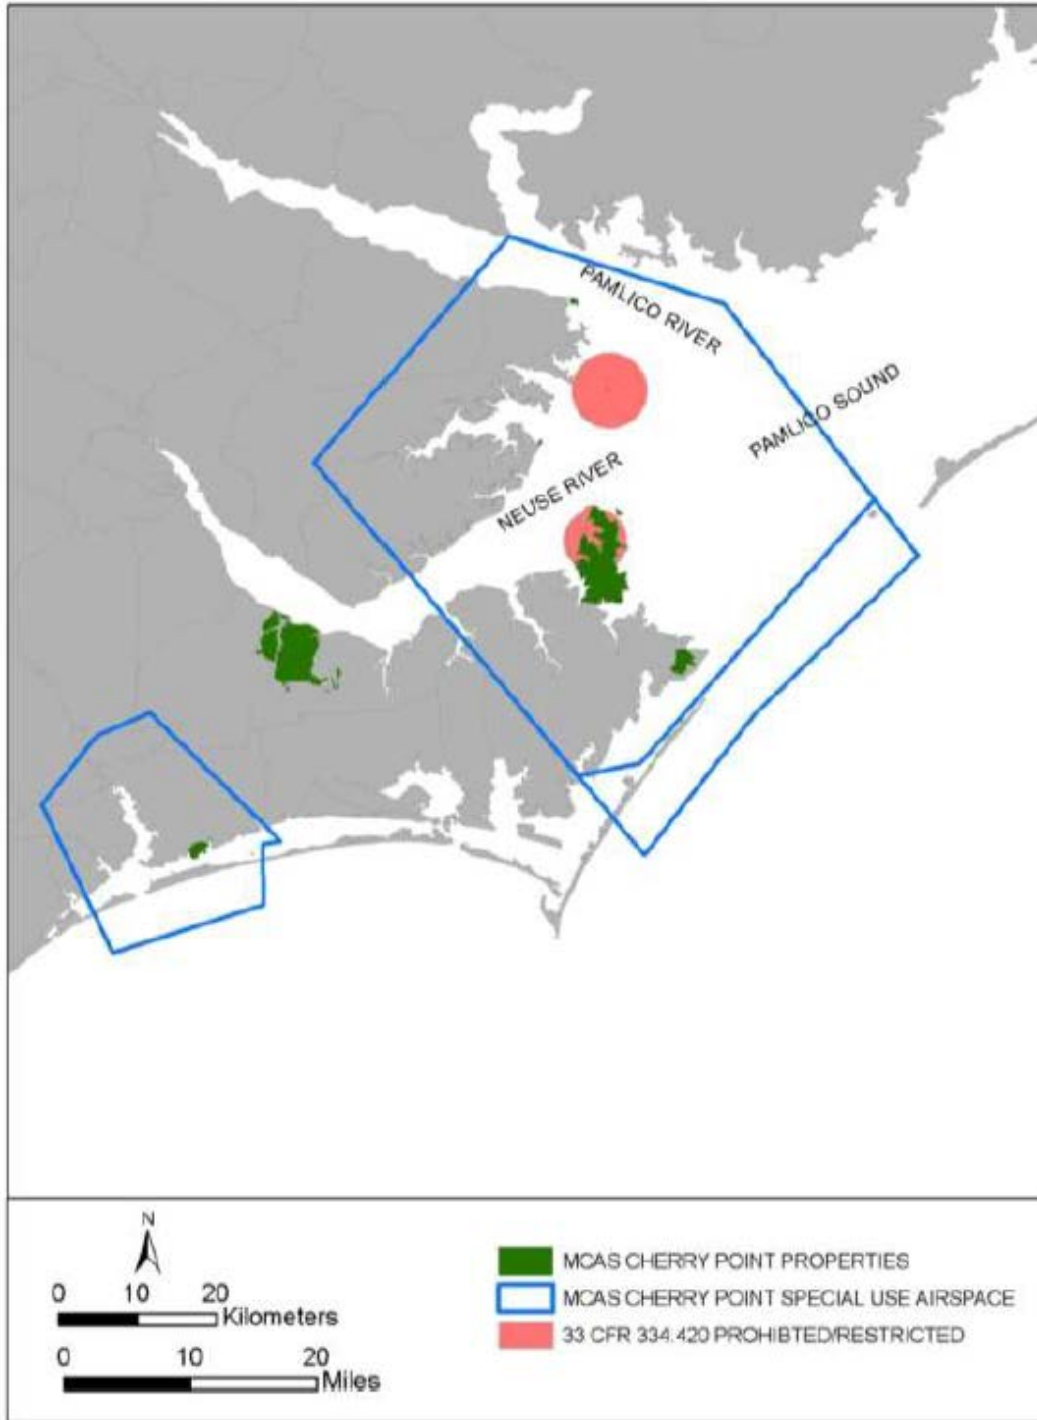 PAMLICO RIVER
PAMLICO SOUND
NEUSE RIVER
N
0 10 20
Kilometers
0 10 20
Miles
MCAS CHERRY POINT PROPERTIES
MCAS CHERRY POINT SPECIAL USE AIRSPACE
33 CFR 334.420 PROHIBTED/RESTRICTED